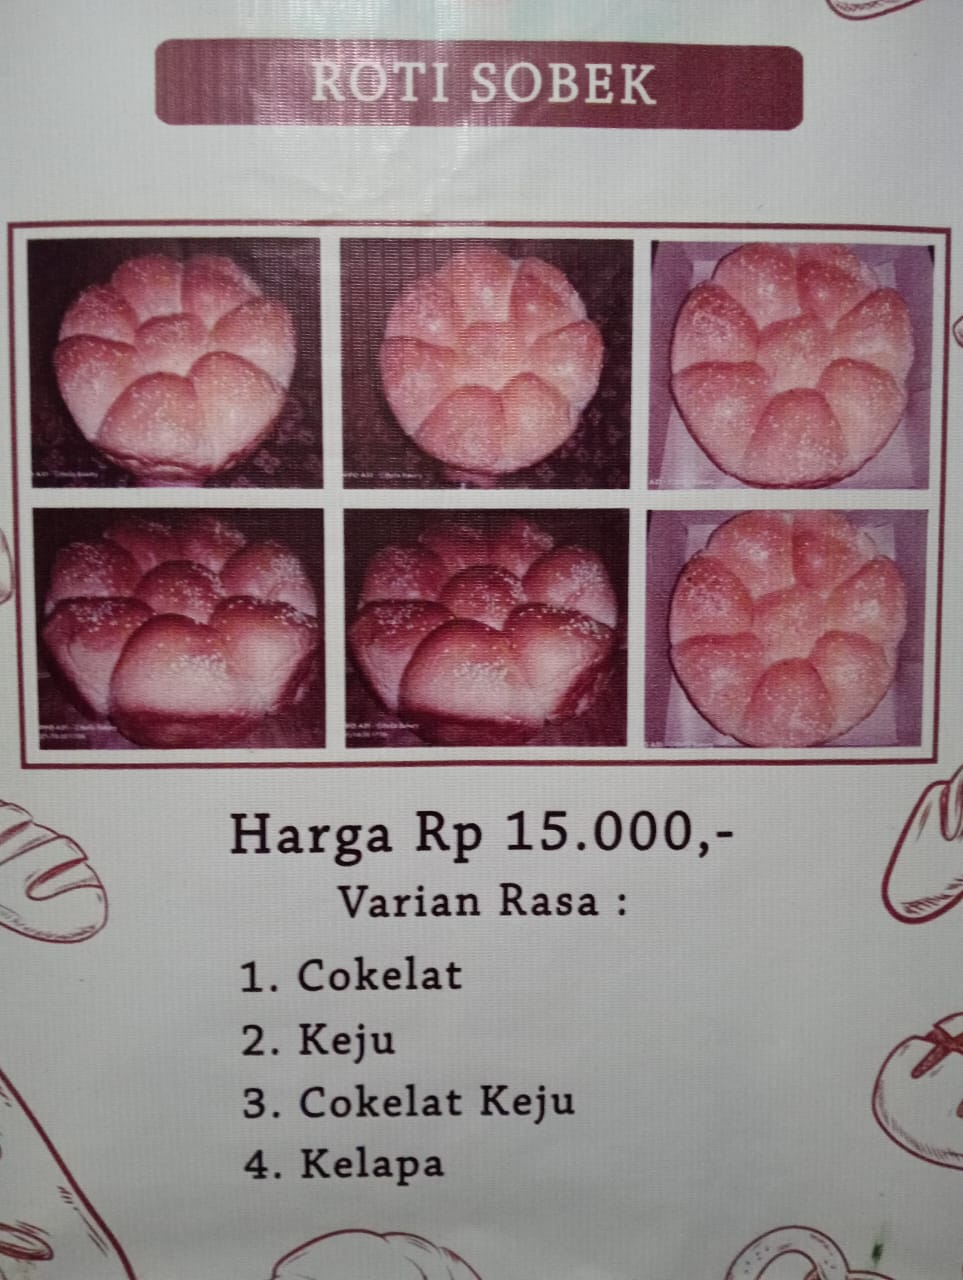 ROTI SOBEK
Harga Rp 15.000,-
Varian Rasa :
1. Cokelat
2. Keju
3. Cokelat Keju
4. Kelapa